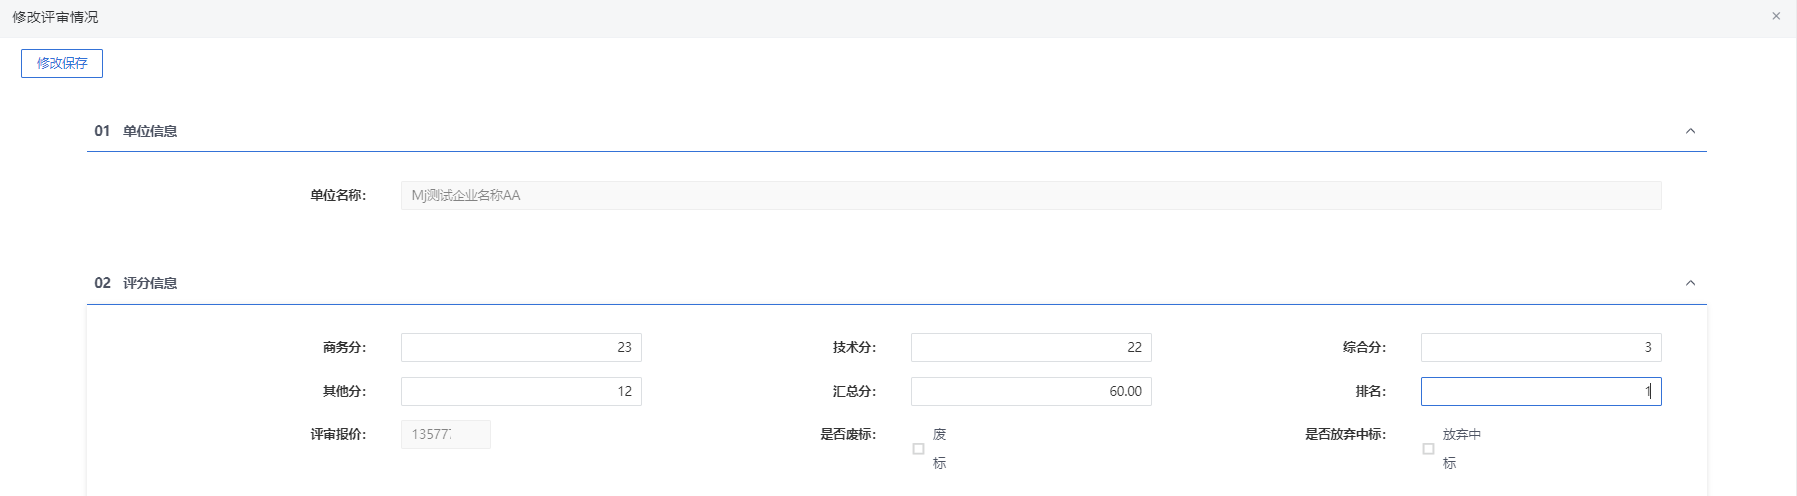 修改评审情况 ×
修改保存
01 单位信息
单位名称： Mj测试企业名称AA
02 评分信息
商务分： 23 技术分： 22 综合分： 3
其他分： 12 汇总分： 60.00 排名： 1
评审报价： 13577 是否废标： 废标 是否放弃中标： 放弃中标